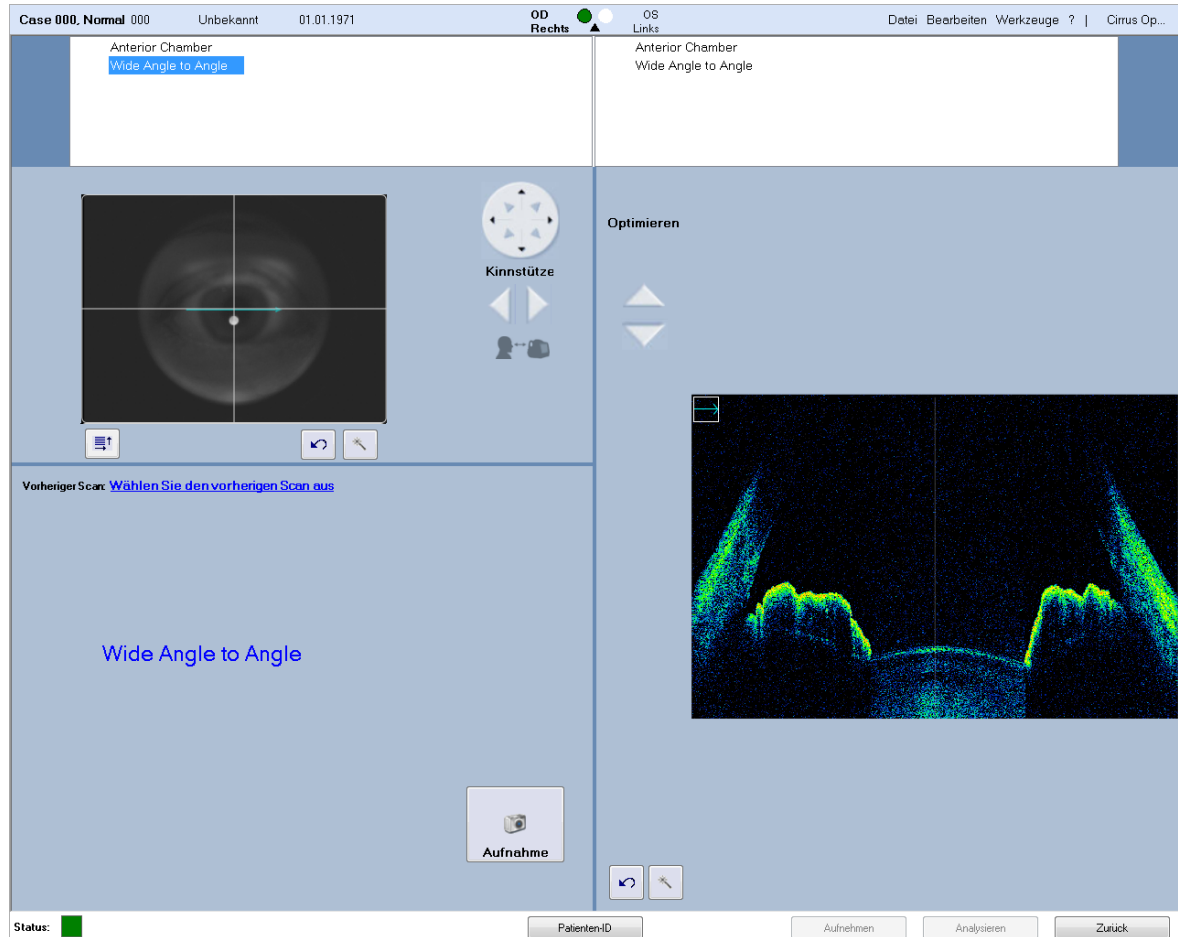 Case 000, Normal 000 Unbekannt 01.01.1971 OD Rechts OS Links Datei Bearbeiten Werkzeuge ? | Cirrus Op...
Anterior Chamber
Wide Angle to Angle
Anterior Chamber
Wide Angle to Angle
Kinnstütze
Optimieren
Vorheriger Scan: Wählen Sie den vorherigen Scan aus
Wide Angle to Angle
Aufnahme
Status:
Patienten-ID
Aufnehmen
Analysieren
Zurück